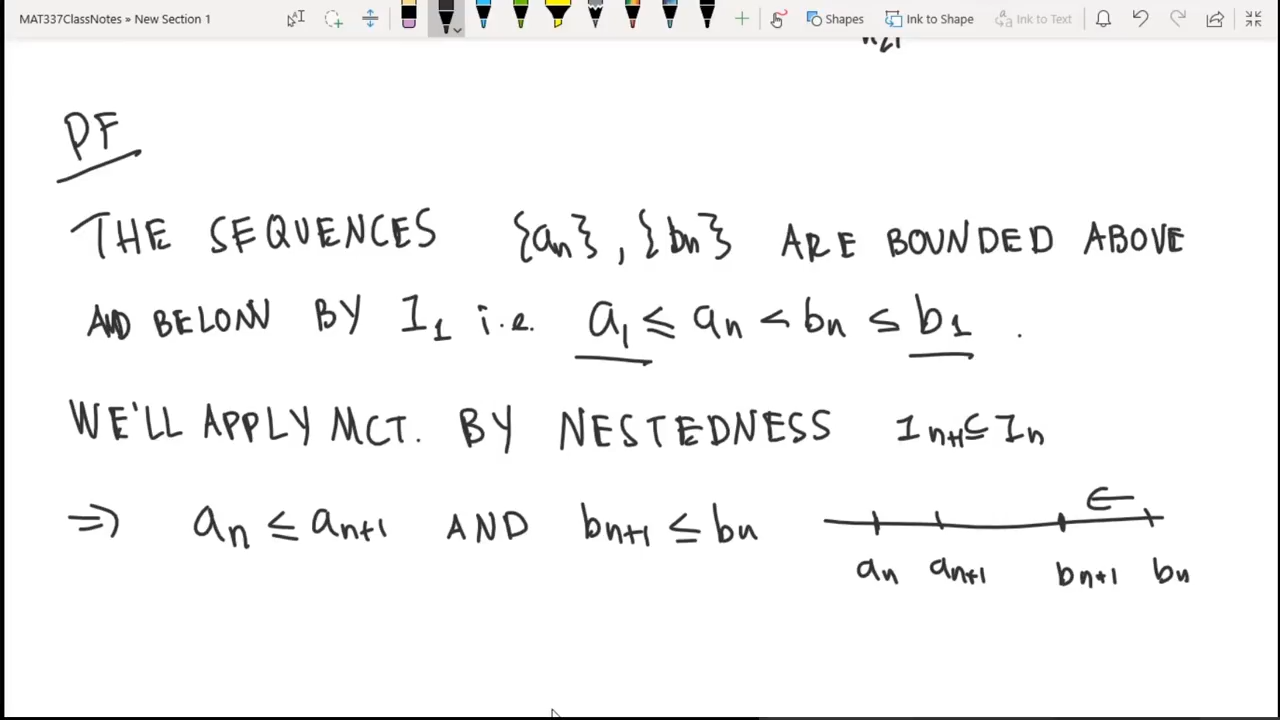 MAT337ClassNotes » New Section 1
Shapes
Ink to Shape
Ink to Text
PF
THE SEQUENCES {an}, {bn} ARE BOUNDED ABOVE
AND BELOW BY I1 i.e. a1 ≤ an < bn ≤ b1 .
WE'LL APPLY MCT. BY NESTEDNESS In+1 ⊆ In
⇒ an ≤ an+1 AND bn+1 ≤ bn
an an+1 bn+1 bn